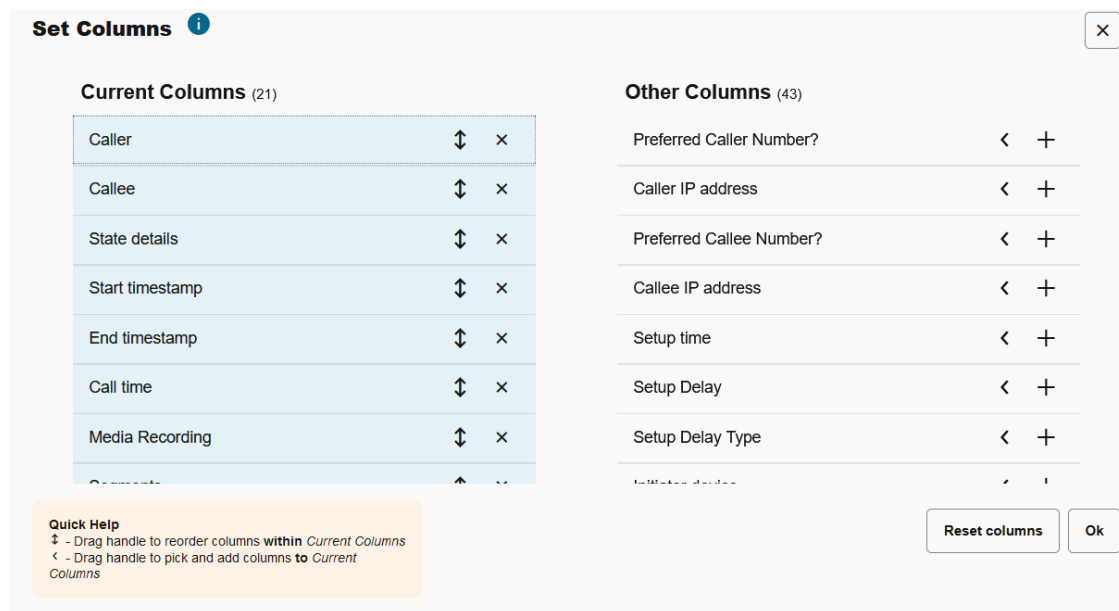 Set Columns
Current Columns (21)
Caller
Callee
State details
Start timestamp
End timestamp
Call time
Media Recording
Other Columns (43)
Preferred Caller Number?
Caller IP address
Preferred Callee Number?
Callee IP address
Setup time
Setup Delay
Setup Delay Type
Quick Help
- Drag handle to reorder columns within Current Columns
- Drag handle to pick and add columns to Current
Columns
Reset columns
Ok